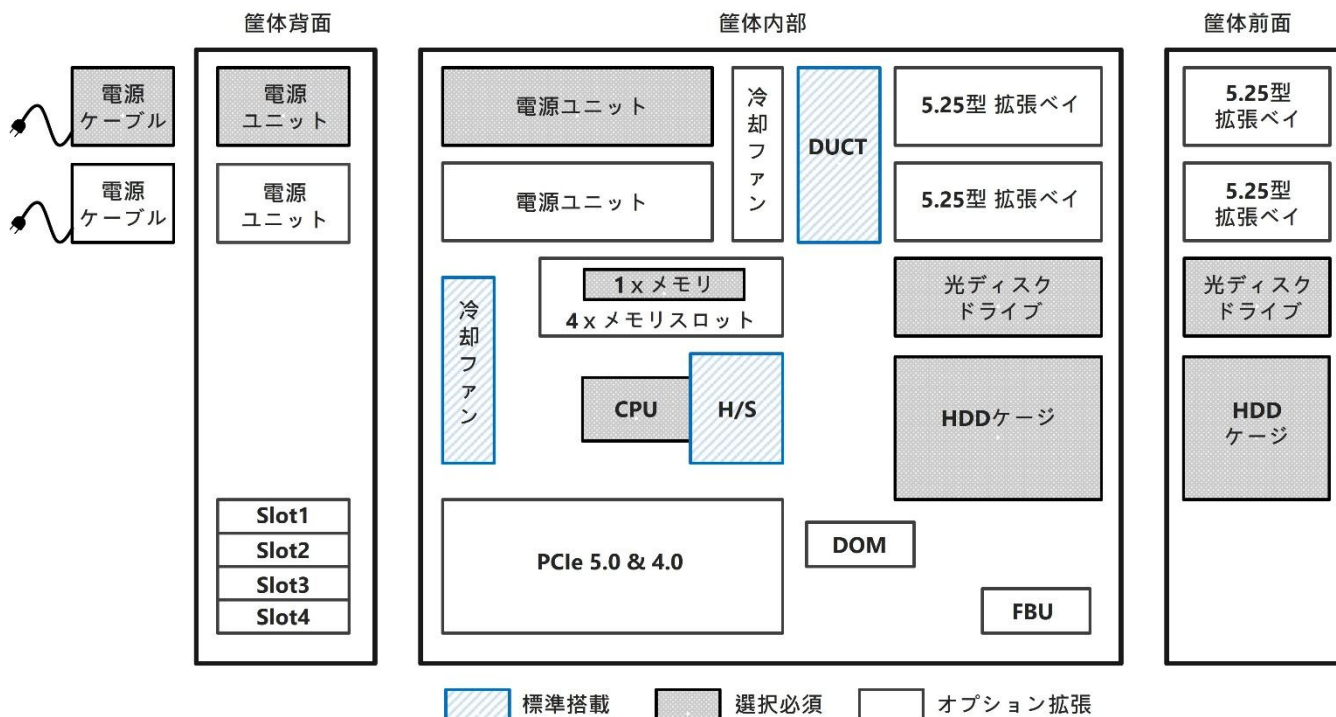 筐体背面
筐体内部
筐体前面
電源
ケーブル
電源
ケーブル
電源
ユニット
電源
ユニット
Slot1
Slot2
Slot3
Slot4
電源ユニット
電源ユニット
冷却ファン
DUCT
5.25型 拡張ベイ
5.25型 拡張ベイ
冷却ファン
1 x メモリ
4 x メモリスロット
CPU
H/S
光ディスク
ドライブ
HDDケージ
PCIe 5.0 & 4.0
DOM
FBU
5.25型
拡張ベイ
5.25型
拡張ベイ
光ディスク
ドライブ
HDD
ケージ
標準搭載
選択必須
オプション拡張